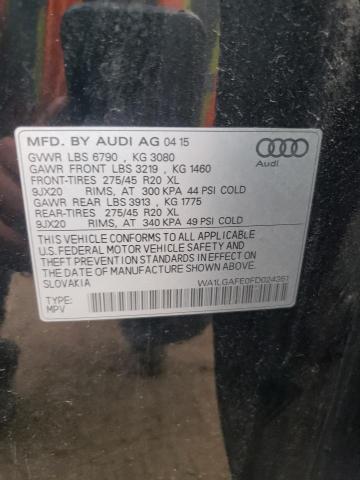 MFD. BY AUDI AG 04 15
GVWR LBS 6790 , KG 3080
GAWR FRONT LBS 3219 , KG 1460
FRONT-TIRES 275/45 R20 XL
9JX20 RIMS, AT 300 KPA 44 PSI COLD
GAWR REAR LBS 3913 , KG 1775
REAR-TIRES 275/45 R20 XL
9JX20 RIMS, AT 340 KPA 49 PSI COLD
THIS VEHICLE CONFORMS TO ALL APPLICABLE
U.S. FEDERAL MOTOR VEHICLE SAFETY AND
THEFT PREVENTION STANDARDS IN EFFECT ON
THE DATE OF MANUFACTURE SHOWN ABOVE.
SLOVAKIA
WA1LGAFE0FD024361
TYPE:
MPV
Audi